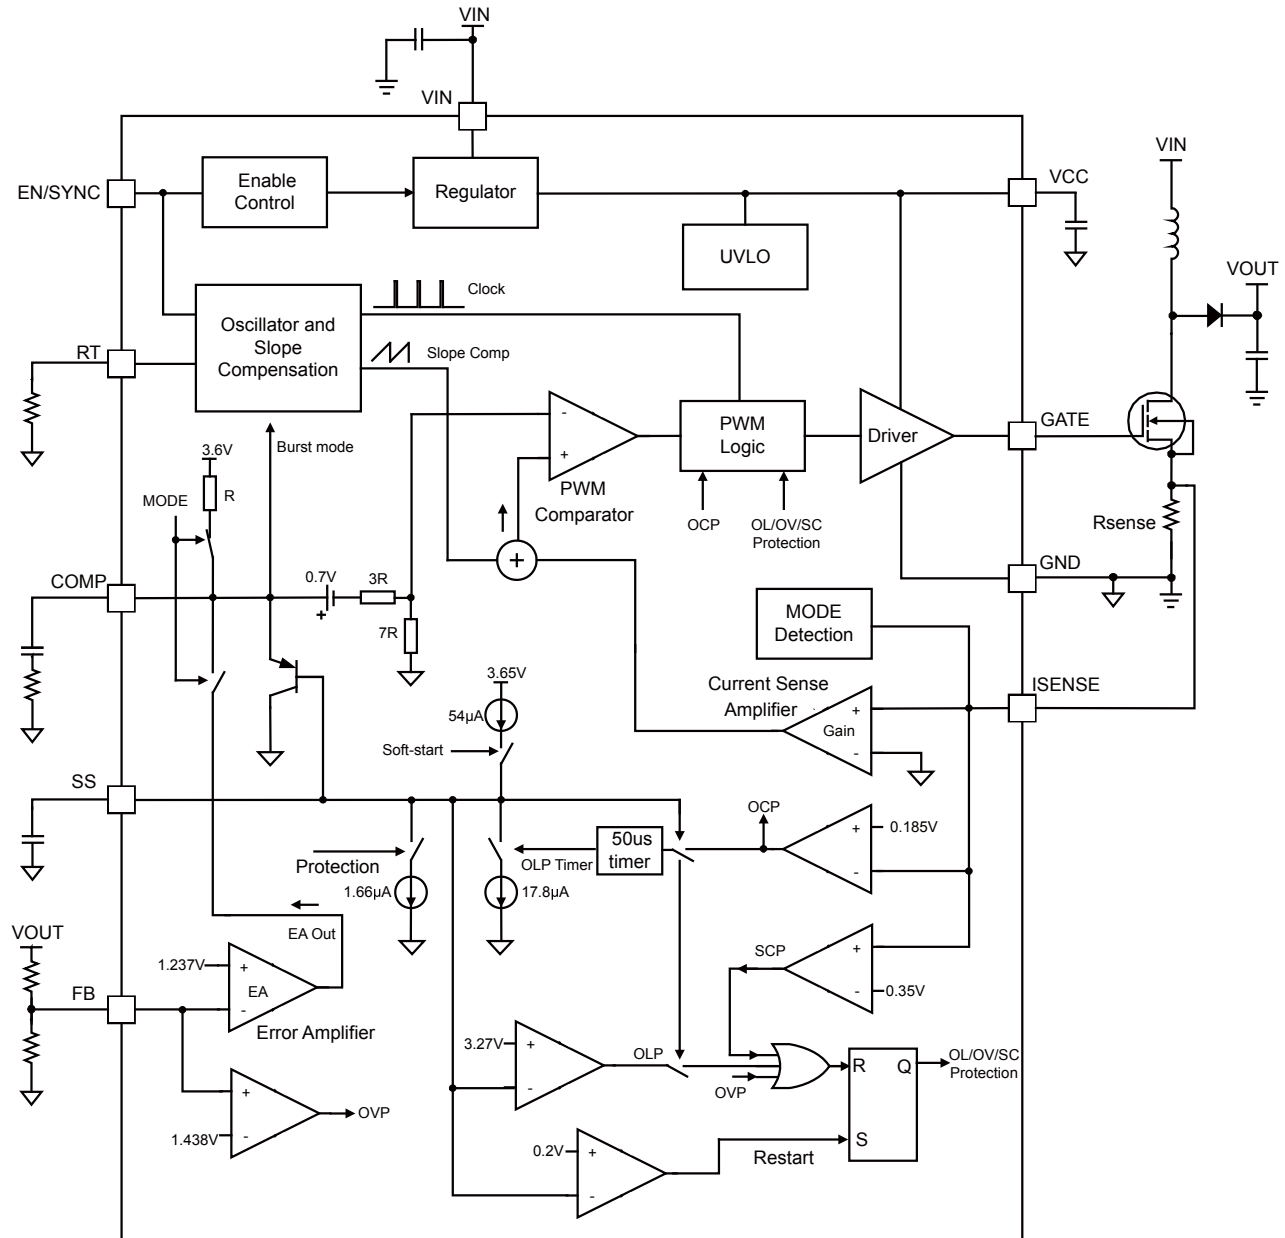 VIN
VIN
EN/SYNC
Enable
Control
Regulator
VCC
VIN
UVLO
VOUT
Clock
Oscillator and
Slope
Compensation
RT
Slope Comp
Burst mode
3.6V
R
MODE
-
+
PWM
Comparator
PWM
Logic
Driver
GATE
OCP
OL/OV/SC
Protection
Rsense
+
GND
COMP
0.7V
+
3R
7R
MODE
Detection
3.65V
54µA
Soft-start
Current Sense
Amplifier
Gain
+
-
ISENSE
SS
Protection
1.66µA
OLP Timer
17.8µA
50us
timer
OCP
+
-
0.185V
EA Out
VOUT
1.237V
+
EA
-
FB
Error Amplifier
SCP
+
-
0.35V
3.27V
+
-
OLP
OVP
R
Q
S
OL/OV/SC
Protection
+
-
1.438V
OVP
0.2V
+
-
Restart